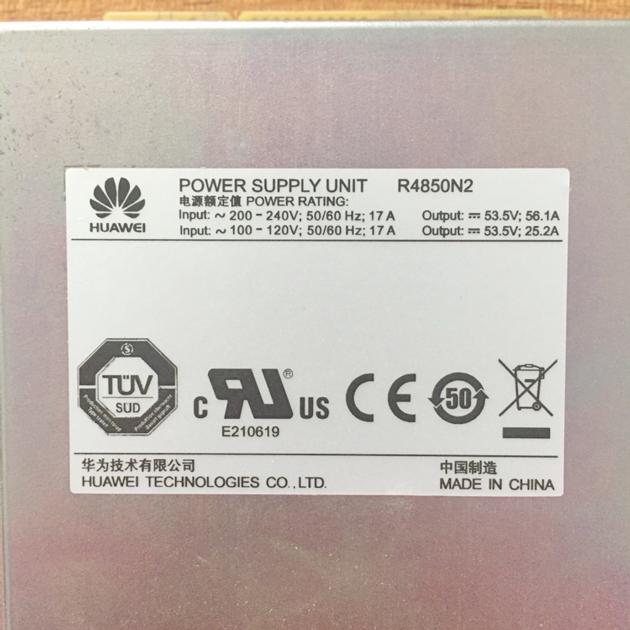 POWER SUPPLY UNIT R4850N2
电源额定值 POWER RATING:
Input: ~ 200 - 240V; 50/60 Hz; 17 A Output: ⎓ 53.5V; 56.1A
Input: ~ 100 - 120V; 50/60 Hz; 17 A Output: ⎓ 53.5V; 25.2A
HUAWEI
TÜV
SÜD
c RU® US
E210619
CE
50
华为技术有限公司
HUAWEI TECHNOLOGIES CO.,LTD.
中国制造
MADE IN CHINA